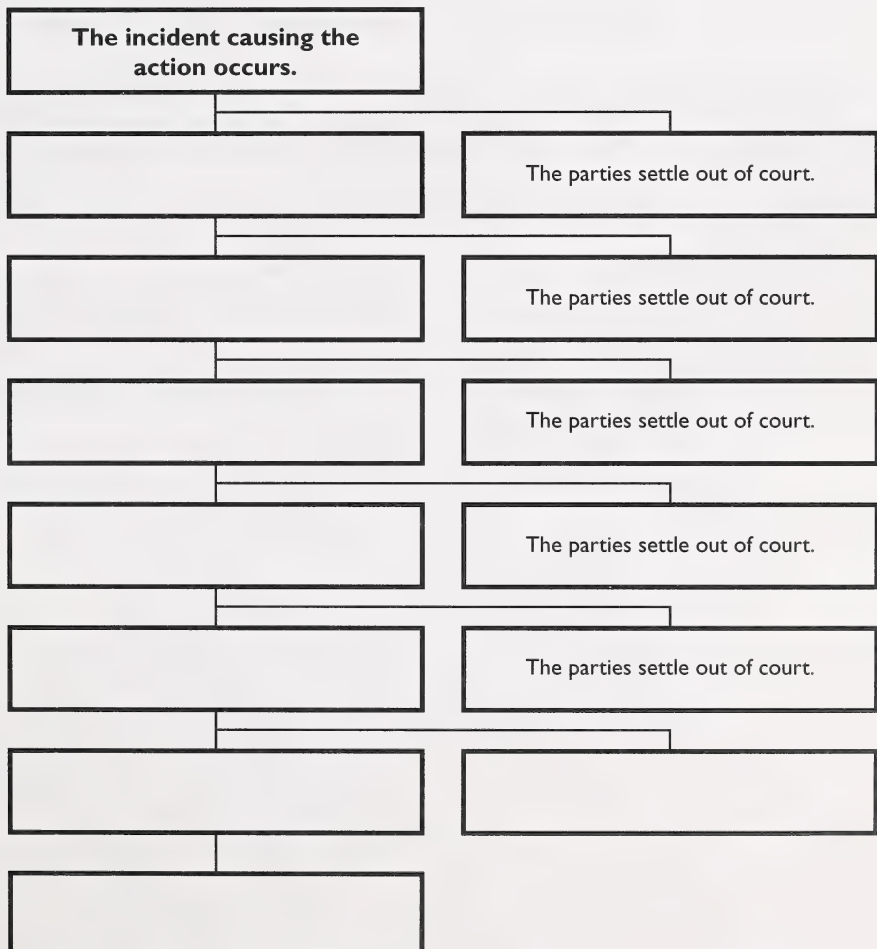 The incident causing the
action occurs.
The parties settle out of court.
The parties settle out of court.
The parties settle out of court.
The parties settle out of court.
The parties settle out of court.